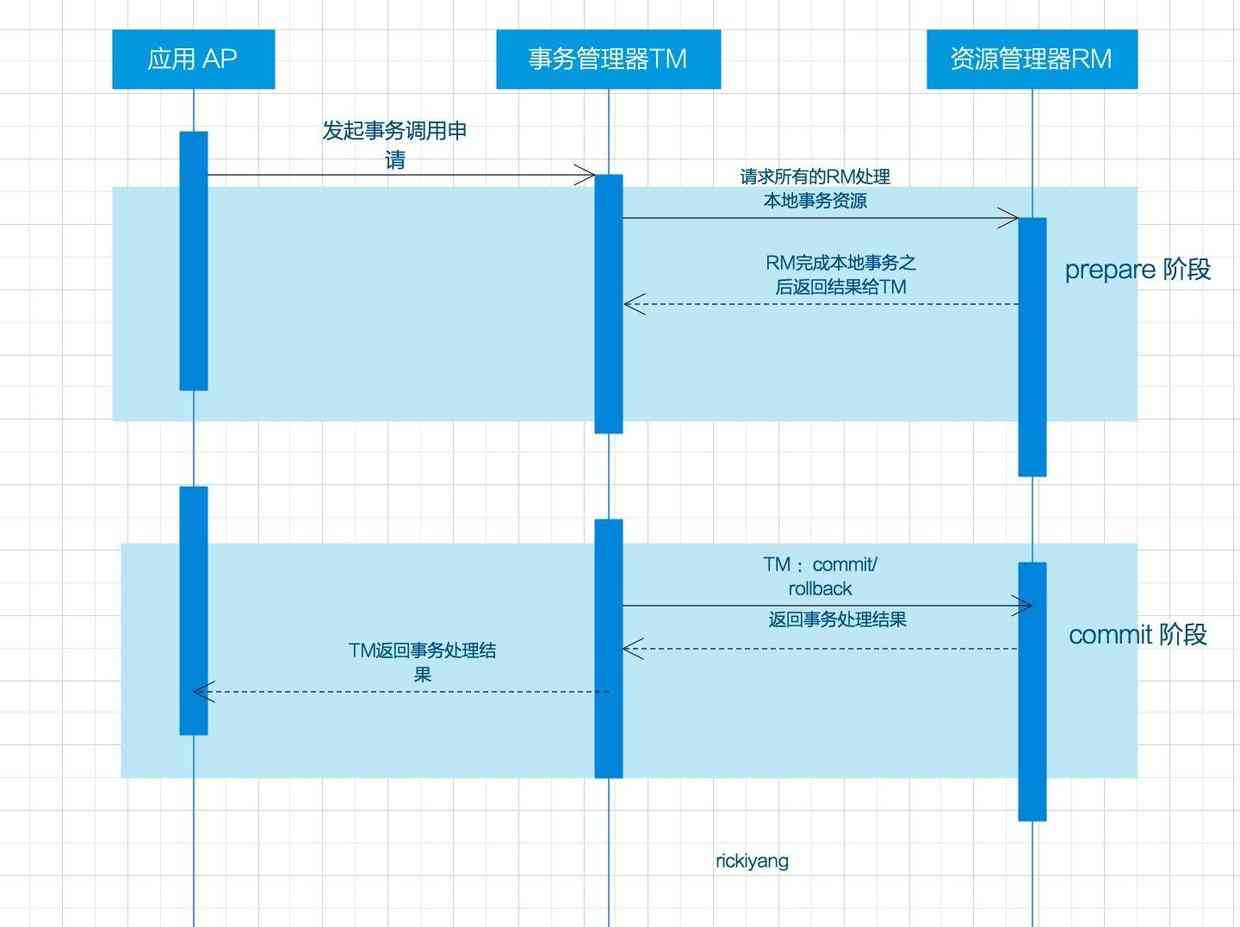 应用 AP
事务管理器TM
资源管理器RM
发起事务调用申
请
请求所有的RM处理
本地事务资源
RM完成本地事务之
后返回结果给TM
prepare 阶段
TM： commit/
rollback
返回事务处理结果
commit 阶段
TM返回事务处理结
果
rickiyang